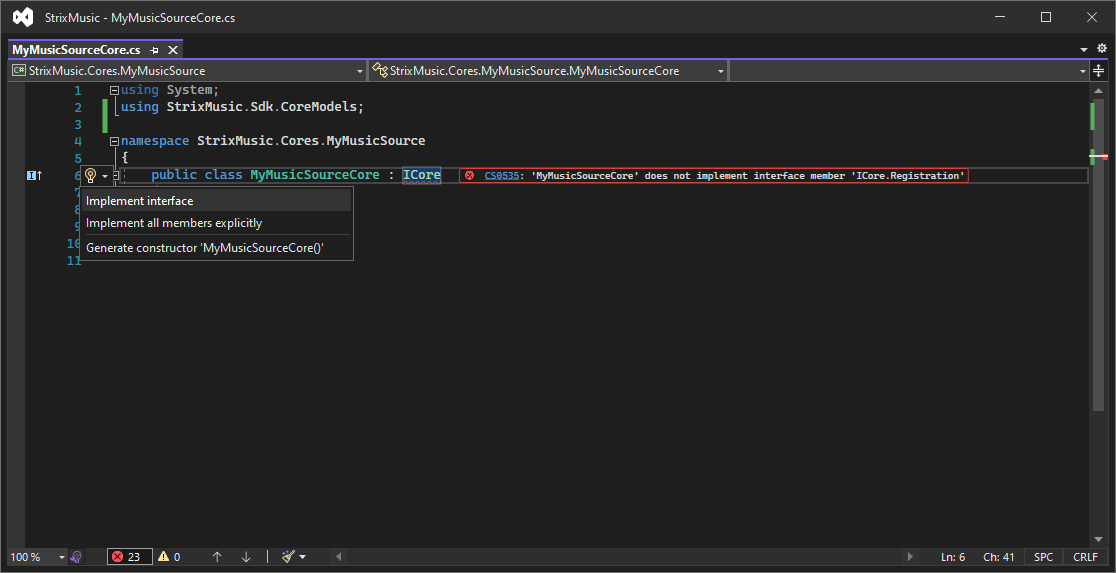 StrixMusic - MyMusicSourceCore.cs
MyMusicSourceCore.cs
StrixMusic.Cores.MyMusicSource StrixMusic.Cores.MyMusicSource.MyMusicSourceCore
1 using System;
2 using StrixMusic.Sdk.CoreModels;
3
4 namespace StrixMusic.Cores.MyMusicSource
5 {
6 public class MyMusicSourceCore : ICore CS0535: 'MyMusicSourceCore' does not implement interface member 'ICore.Registration'
7
Implement interface
8
Implement all members explicitly
9
10
Generate constructor 'MyMusicSourceCore()'
11
100 % 23 0 Ln: 6 Ch: 41 SPC CRLF